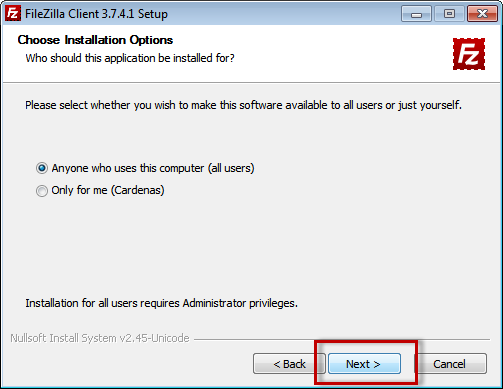 FileZilla Client 3.7.4.1 Setup
Choose Installation Options
Who should this application be installed for?
FZ
Please select whether you wish to make this software available to all users or just yourself.
Anyone who uses this computer (all users)
Only for me (Cardenas)
Installation for all users requires Administrator privileges.
Nullsoft Install System v2.45-Unicode
< Back
Next >
Cancel